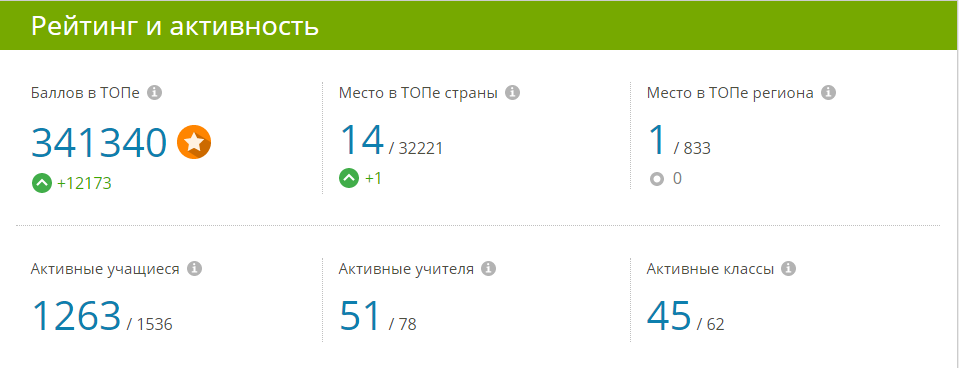 Рейтинг и активность
Баллов в ТОПе
341340
+12173
Место в ТОПе страны
14 / 32221
+1
Место в ТОПе региона
1 / 833
0
Активные учащиеся
1263 / 1536
Активные учителя
51 / 78
Активные классы
45 / 62